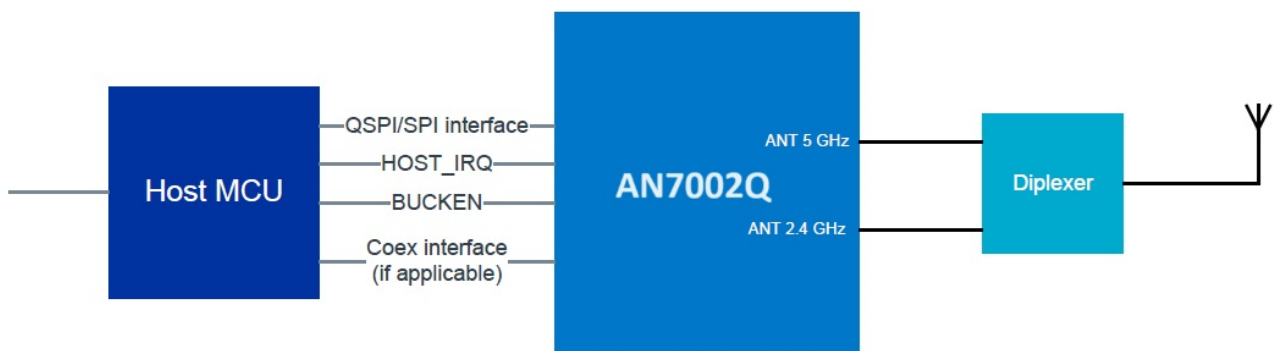 Host MCU
QSPI/SPI interface
HOST_IRQ
BUCKEN
Coex interface
(if applicable)
AN7002Q
ANT 5 GHz
ANT 2.4 GHz
Diplexer